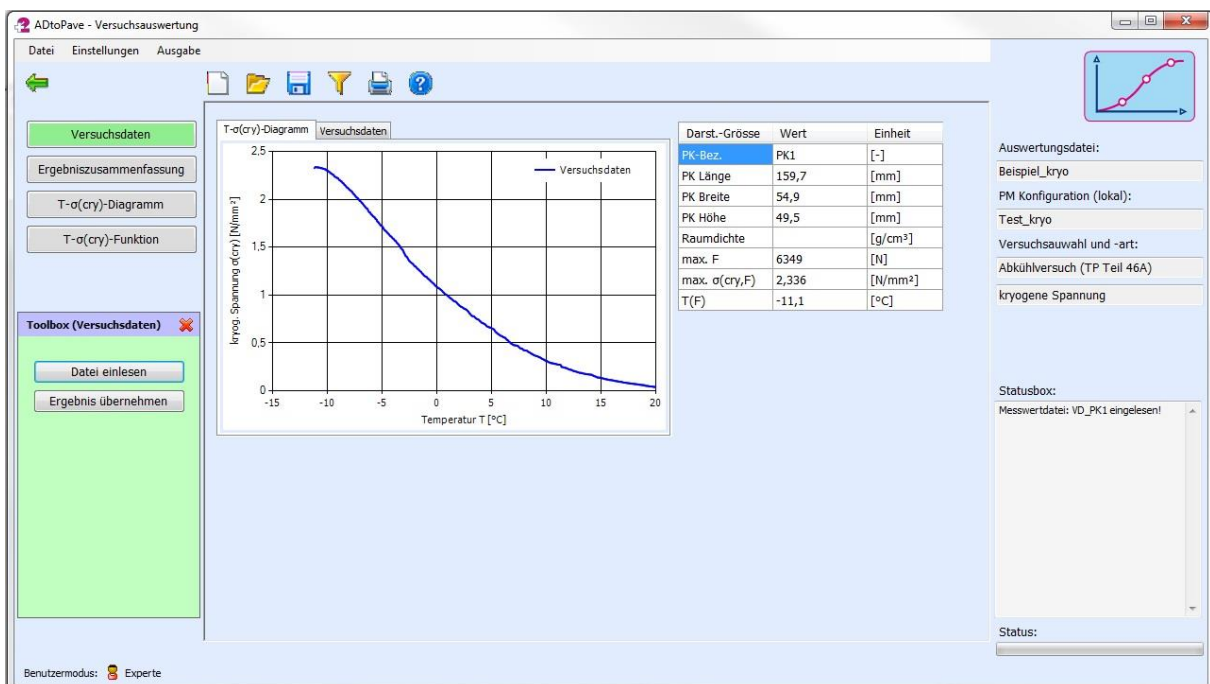 ADtoPave - Versuchsauswertung
Datei Einstellungen Ausgabe
Versuchsdaten
Ergebniszusammenfassung
T-σ(cry)-Diagramm
T-σ(cry)-Funktion
Toolbox (Versuchsdaten)
Datei einlesen
Ergebnis übernehmen
T-σ(cry)-Diagramm Versuchsdaten
2,5
2
1,5
1
0,5
0
kryog. Spannung σ(cry) [N/mm²]
Versuchsdaten
-15 -10 -5 0 5 10 15 20
Temperatur T [°C]
Darst.-Grösse Wert Einheit
PK-Bez. PK1 [-]
PK Länge 159,7 [mm]
PK Breite 54,9 [mm]
PK Höhe 49,5 [mm]
Raumdichte [g/cm³]
max. F 6349 [N]
max. σ(cry,F) 2,336 [N/mm²]
T(F) -11,1 [°C]
Auswertungsdatei:
Beispiel_kryo
PM Konfiguration (lokal):
Test_kryo
Versuchsauwahl und -art:
Abkühlversuch (TP Teil 46A)
kryogene Spannung
Statusbox:
Messwertdatei: VD_PK1 eingelesen!
Status:
Benutzermodus: Experte